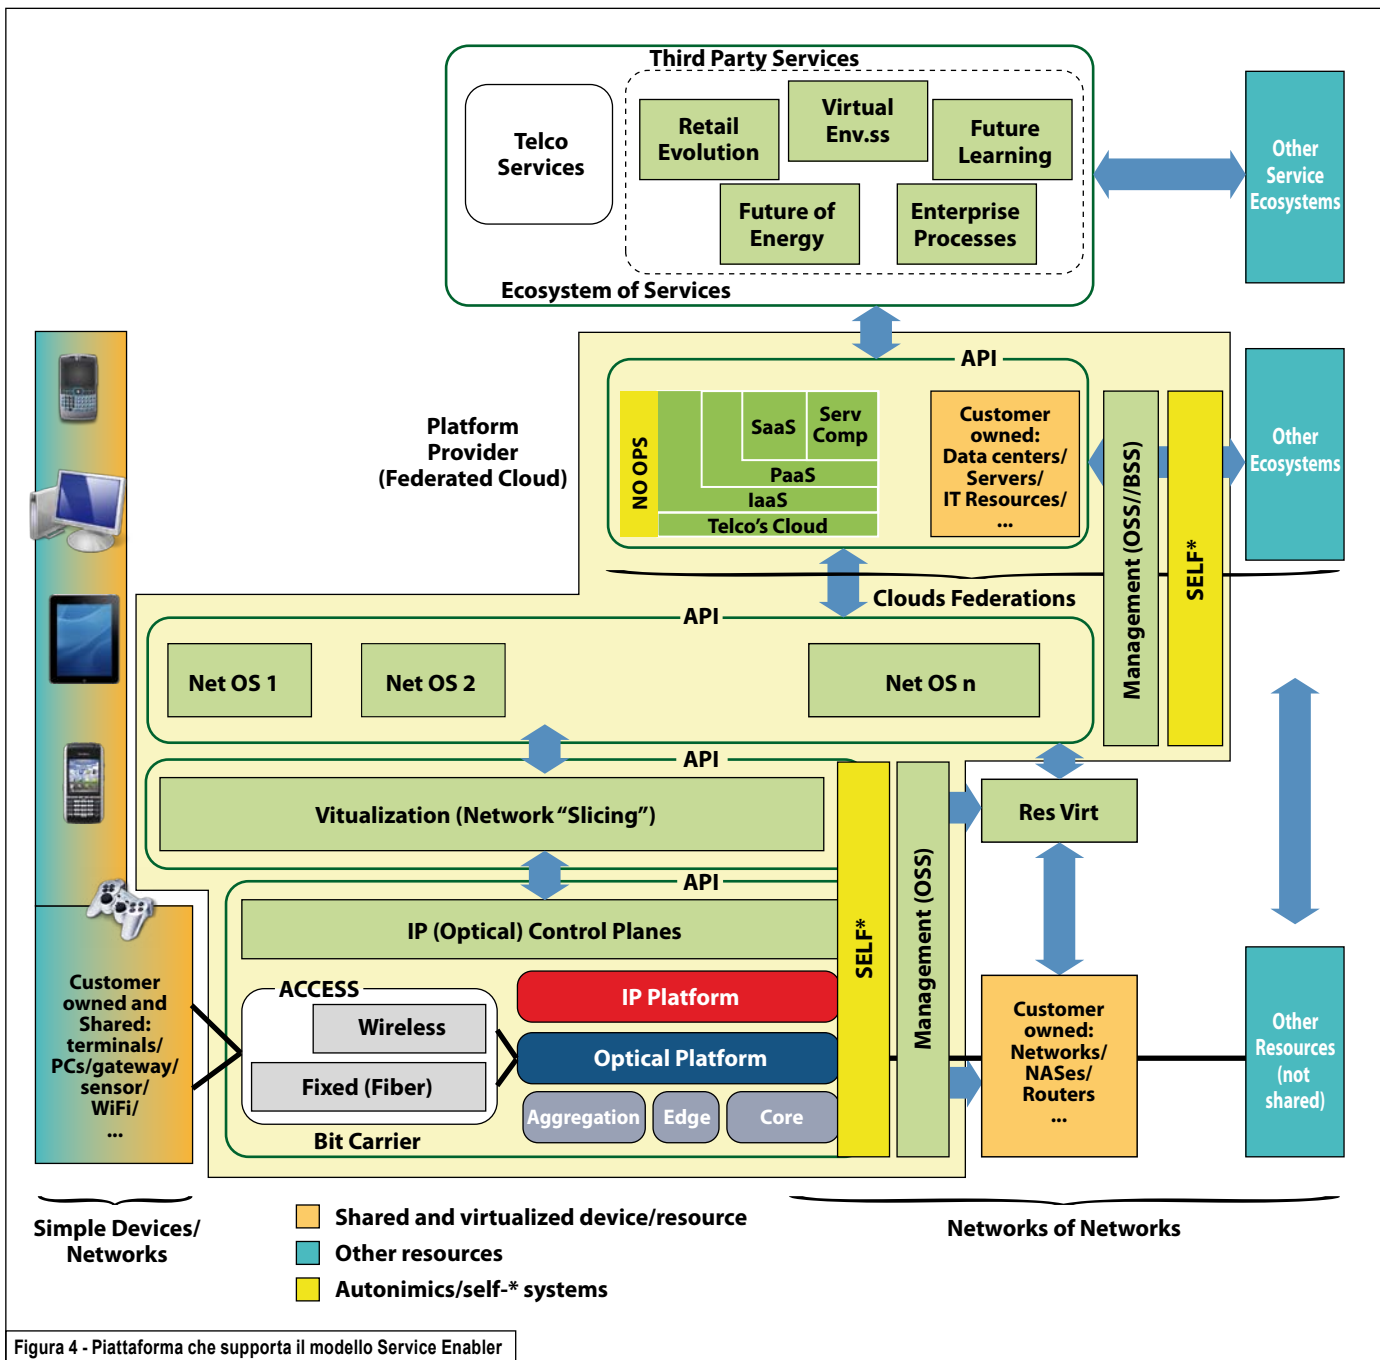 Third Party Services
Telco
Services
Retail
Evolution
Virtual
Env.ss
Future
Learning
Future of
Energy
Enterprise
Processes
Ecosystem of Services
Other
Service
Ecosystems
API
Platform
Provider
(Federated Cloud)
NO OPS
SaaS
Serv
Comp
PaaS
IaaS
Telco's Cloud
Customer
owned:
Data centers/
Servers/
IT Resources/
...
Management (OSS//BSS)
SELF*
Other
Ecosystems
Clouds Federations
API
Net OS 1
Net OS 2
Net OS n
API
Vitualization (Network “Slicing”)
Res Virt
API
IP (Optical) Control Planes
SELF*
Management (OSS)
ACCESS
Wireless
Fixed (Fiber)
IP Platform
Optical Platform
Aggregation
Edge
Core
Bit Carrier
Customer
owned and
Shared:
terminals/
PCs/gateway/
sensor/
WiFi/
...
Customer
owned:
Networks/
NASes/
Routers
...
Other
Resources
(not
shared)
Simple Devices/
Networks
Networks of Networks
Shared and virtualized device/resource
Other resources
Autonimics/self-* systems
Figura 4 - Piattaforma che supporta il modello Service Enabler